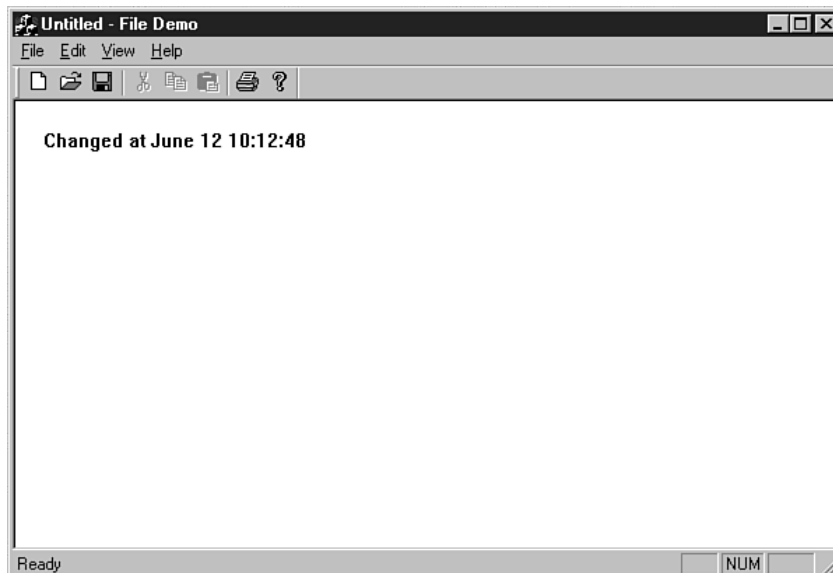 Untitled - File Demo
File Edit View Help
Changed at June 12 10:12:48
Ready NUM